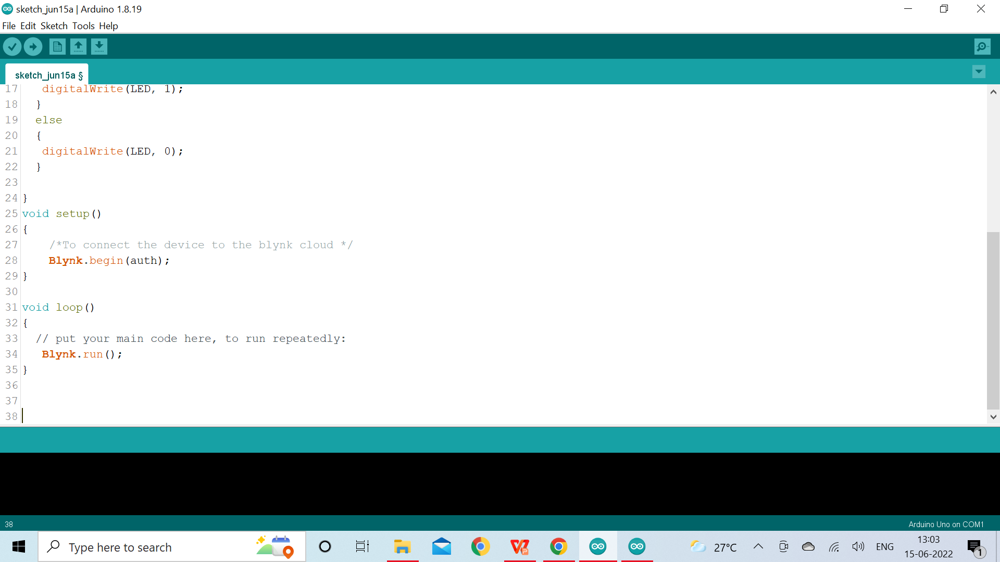 sketch_jun15a | Arduino 1.8.19
File Edit Sketch Tools Help
sketch_jun15a §
17 digitalWrite(LED, 1);
18 }
19 else
20 {
21 digitalWrite(LED, 0);
22 }
23
24 }
25 void setup()
26 {
27 /*To connect the device to the blynk cloud */
28 Blynk.begin(auth);
29 }
30
31 void loop()
32 {
33 // put your main code here, to run repeatedly:
34 Blynk.run();
35 }
36
37
38
38 Arduino Uno on COM1
Type here to search
27°C
ENG
13:03
15-06-2022
1